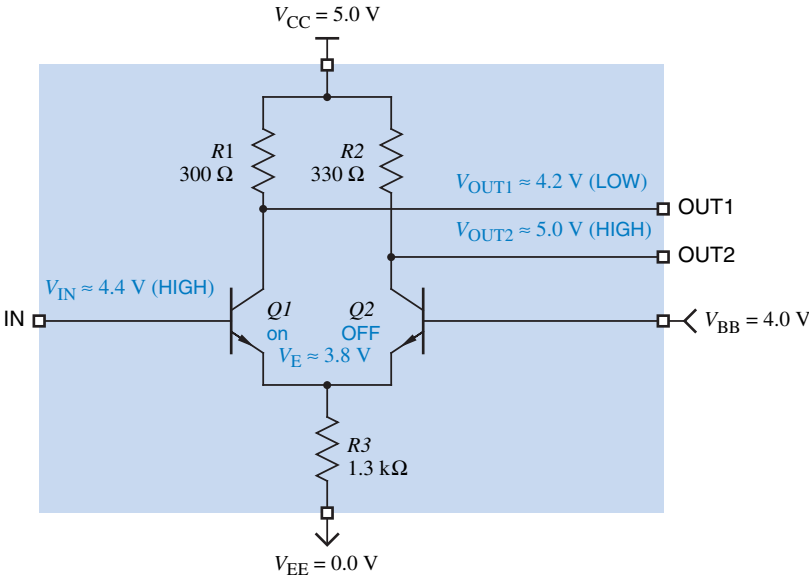 VCC = 5.0 V
R1
300 Ω
R2
330 Ω
VOUT1 ≈ 4.2 V (LOW)
OUT1
VOUT2 ≈ 5.0 V (HIGH)
OUT2
VIN ≈ 4.4 V (HIGH)
IN
Q1
on
Q2
OFF
VBB = 4.0 V
VE ≈ 3.8 V
R3
1.3 kΩ
VEE = 0.0 V